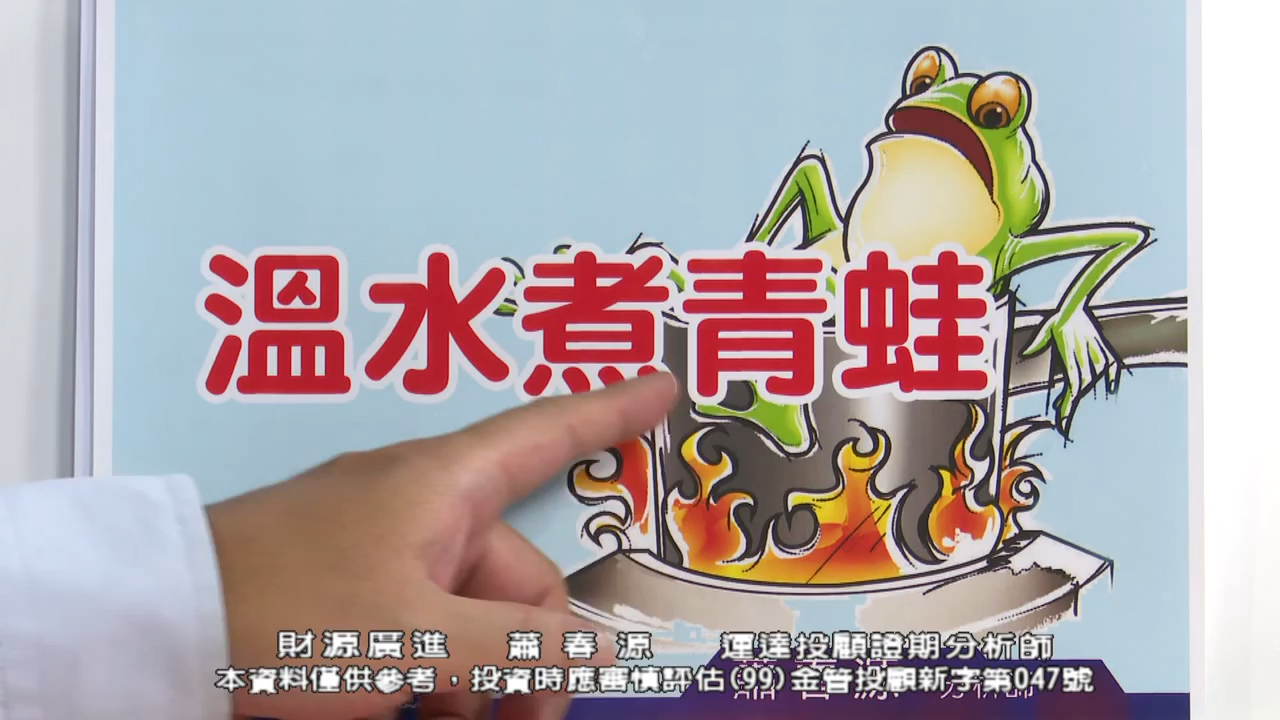 溫水煮青蛙
財源廣進 蕭春源 運達投顧證期分析師
本資料僅供參考，投資時應審慎評估(99)金管投顧新字第047號